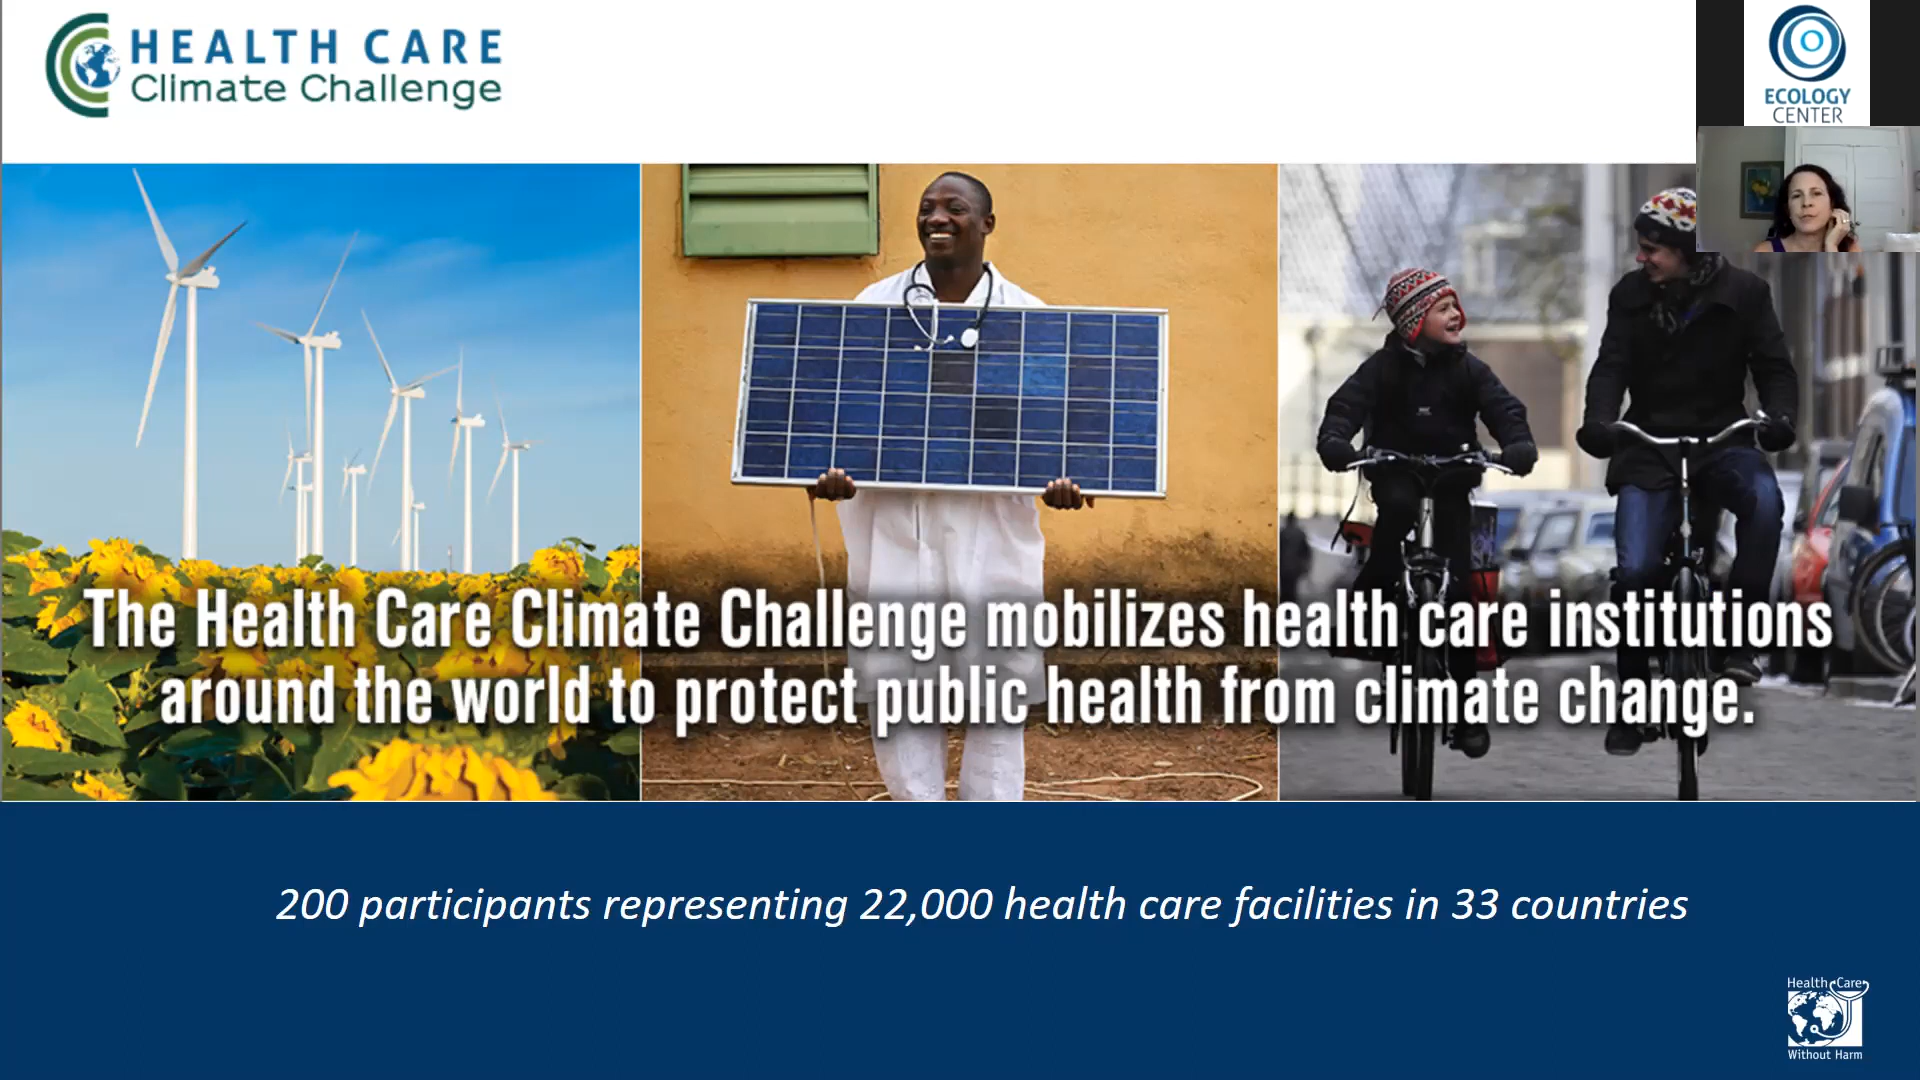 HEALTH CARE
Climate Challenge
ECOLOGY
CENTER
The Health Care Climate Challenge mobilizes health care institutions
around the world to protect public health from climate change.
200 participants representing 22,000 health care facilities in 33 countries
Health Care
Without Harm